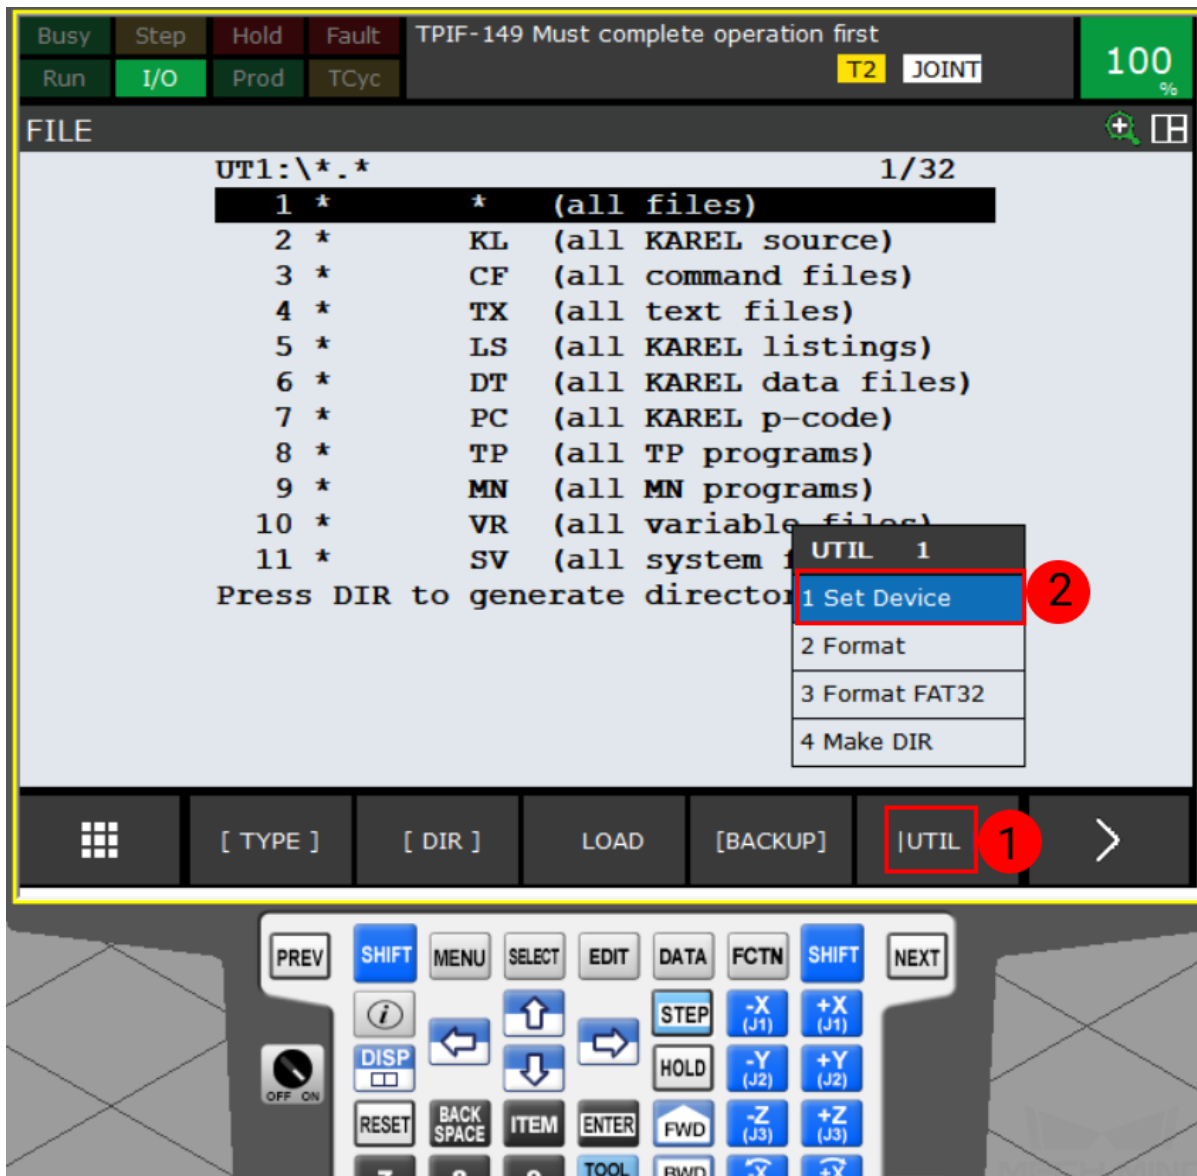 Busy Step Hold Fault TPIF-149 Must complete operation first
Run I/O Prod TCyc T2 JOINT 100 %
FILE
UT1:\*.* 1/32
1 * * (all files)
2 * KL (all KAREL source)
3 * CF (all command files)
4 * TX (all text files)
5 * LS (all KAREL listings)
6 * DT (all KAREL data files)
7 * PC (all KAREL p-code)
8 * TP (all TP programs)
9 * MN (all MN programs)
10 * VR (all variable files)
11 * SV (all system f
Press DIR to generate director
UTIL 1
1 Set Device
2
2 Format
3 Format FAT32
4 Make DIR
[ TYPE ] [ DIR ] LOAD [BACKUP] |UTIL 1 >
PREV SHIFT MENU SELECT EDIT DATA FCTN SHIFT NEXT
i STEP -X (J1) +X (J1)
DISP HOLD -Y (J2) +Y (J2)
OFF ON
RESET BACK SPACE ITEM ENTER FWD -Z (J3) +Z (J3)
7 8 9 TOOL BWD -X +X